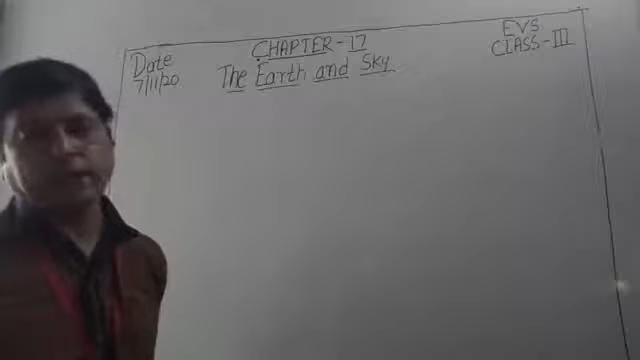 Date
7/11/20
CHAPTER-17
The Earth and Sky
EVS
CLASS-III